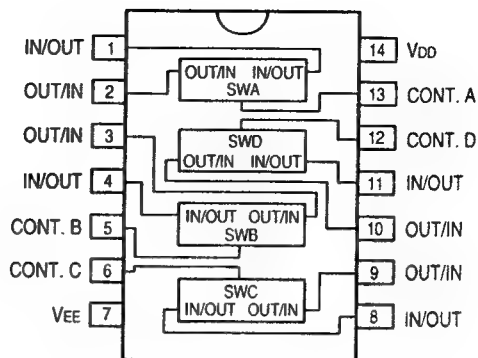 IN/OUT 1
OUT/IN 2
OUT/IN 3
IN/OUT 4
CONT. B 5
CONT. C 6
VEE 7
OUT/IN IN/OUT
SWA
SWD
OUT/IN IN/OUT
IN/OUT OUT/IN
SWB
SWC
IN/OUT OUT/IN
14 VDD
13 CONT. A
12 CONT. D
11 IN/OUT
10 OUT/IN
9 OUT/IN
8 IN/OUT